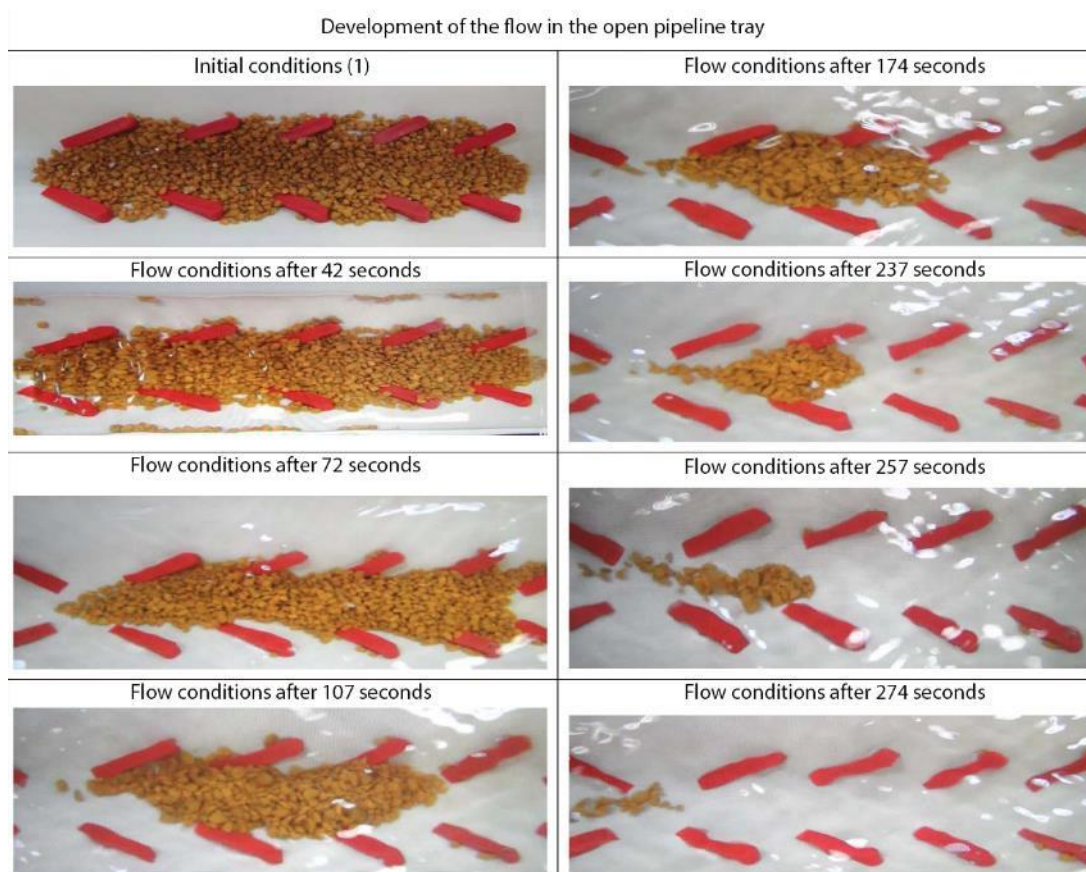 Development of the flow in the open pipeline tray
Initial conditions (1)
Flow conditions after 174 seconds
Flow conditions after 42 seconds
Flow conditions after 237 seconds
Flow conditions after 72 seconds
Flow conditions after 257 seconds
Flow conditions after 107 seconds
Flow conditions after 274 seconds